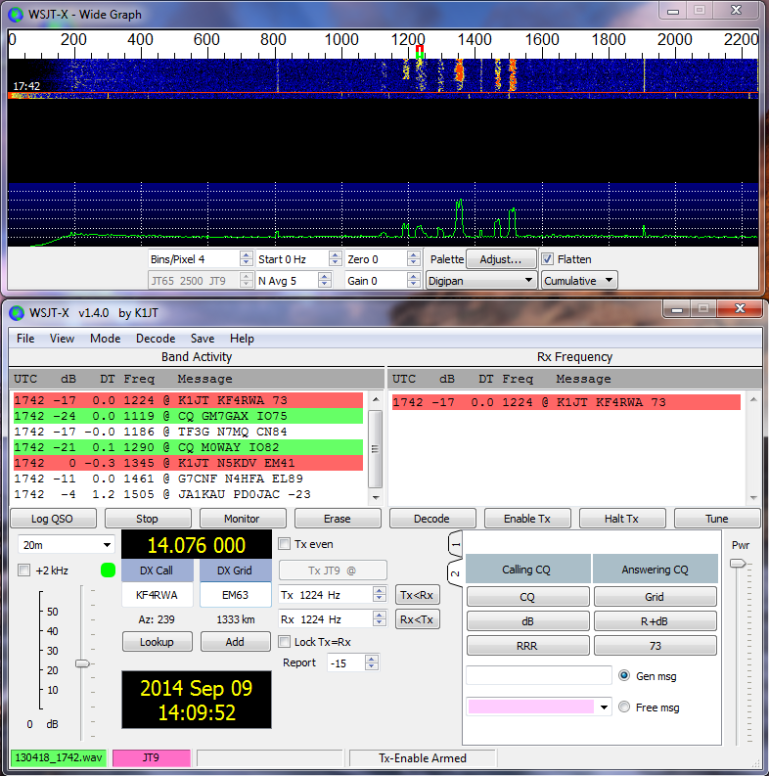 WSJT-X - Wide Graph
0 200 400 600 800 1000 1200 1400 1600 1800 2000 2200
17:42
Bins/Pixel 4 Start 0 Hz Zero 0 Palette Adjust... Flatten
JT65 2500 JT9 N Avg 5 Gain 0 Digipan Cumulative
WSJT-X v1.4.0 by K1JT
File View Mode Decode Save Help
Band Activity Rx Frequency
UTC dB DT Freq Message UTC dB DT Freq Message
1742 -17 0.0 1224 @ K1JT KF4RWA 73 1742 -17 0.0 1224 @ K1JT KF4RWA 73
1742 -24 0.0 1119 @ CQ GM7GAX IO75
1742 -17 -0.0 1186 @ TF3G N7MQ CN84
1742 -21 0.1 1290 @ CQ M0WAY IO82
1742 0 -0.3 1345 @ K1JT N5KDV EM41
1742 -11 0.0 1461 @ G7CNF N4HFA EL89
1742 -4 1.2 1505 @ JA1KAU PD0JAC -23
Log QSO Stop Monitor Erase Decode Enable Tx Halt Tx Tune
20m 14.076 000 Tx even 1 Pwr
+2 kHz DX Call DX Grid Tx JT9 @ 2 Calling CQ Answering CQ
KF4RWA EM63 Tx 1224 Hz Tx<Rx CQ Grid
50 Az: 239 1333 km Rx 1224 Hz Rx<Tx dB R+dB
40 Lookup Add Lock Tx=Rx RRR 73
30 Report -15 Gen msg
20 2014 Sep 09 Free msg
10 14:09:52
0 dB
130418_1742.wav JT9 Tx-Enable Armed